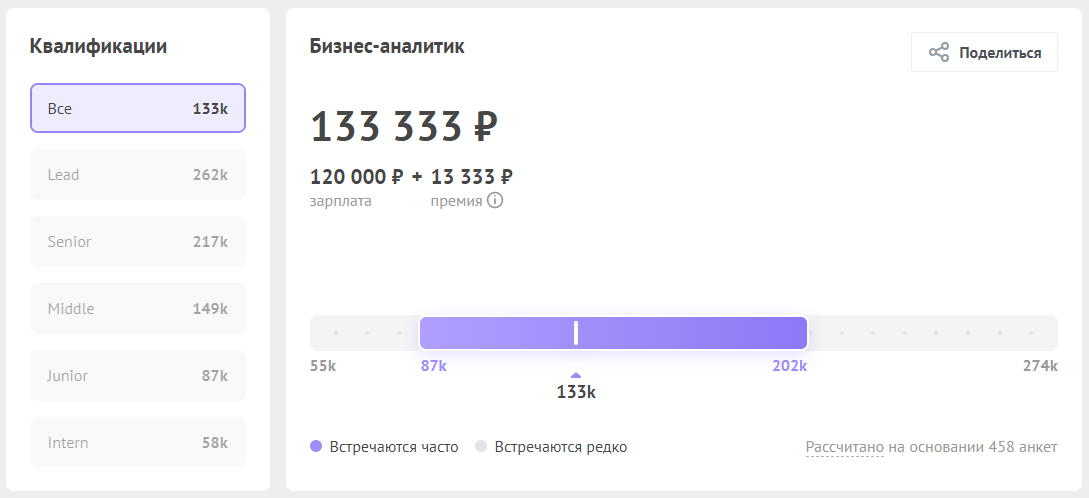 Квалификации
Все 133k
Lead 262k
Senior 217k
Middle 149k
Junior 87k
Intern 58k
Бизнес-аналитик
Поделиться
133 333 ₽
120 000 ₽ + 13 333 ₽
зарплата премия
55k 87k 202k 274k
133k
Встречаются часто Встречаются редко
Рассчитано на основании 458 анкет